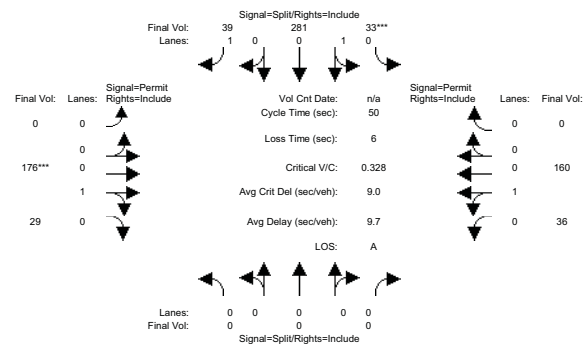 Signal=Split/Rights=Include
Final Vol: 39 281 33***
Lanes: 1 0 0 1 0
Signal=Permit
Final Vol: Lanes: Rights=Include
Vol Cnt Date: n/a
Signal=Permit
Rights=Include Lanes: Final Vol:
Cycle Time (sec): 50
0 0
0 0
Loss Time (sec): 6
0
0
176*** 0
Critical V/C: 0.328
0 160
1
Avg Crit Del (sec/veh): 9.0
1
29 0
Avg Delay (sec/veh): 9.7
0 36
LOS: A
Lanes: 0 0 0 0 0
Final Vol: 0 0 0
Signal=Split/Rights=Include